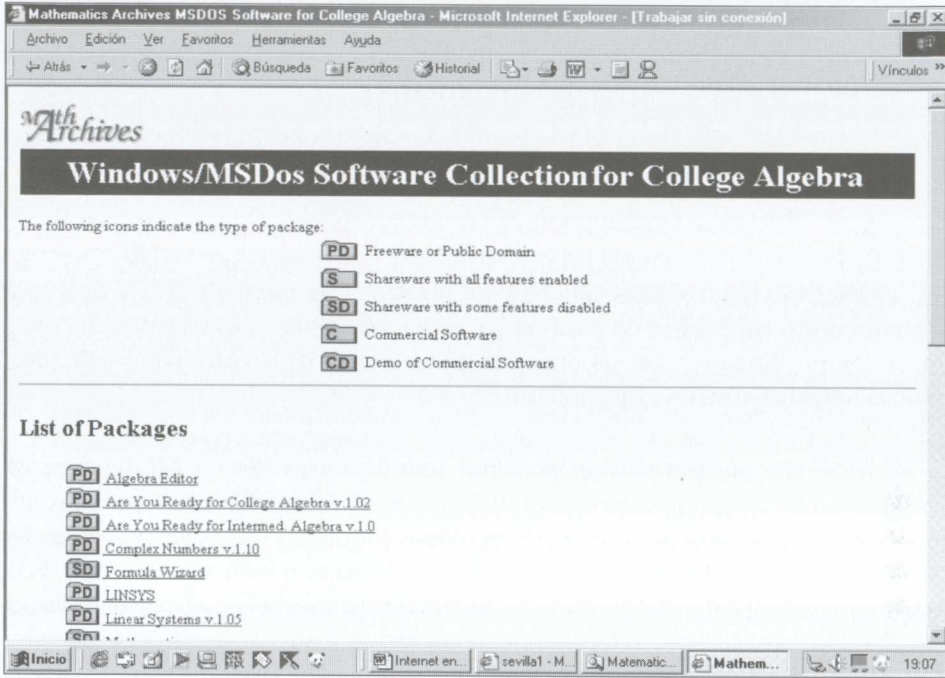 Mathematics Archives MSDOS Software for College Algebra - Microsoft Internet Explorer - [Trabajar sin conexión]
Archivo Edición Ver Favoritos Herramientas Ayuda
Atrás Búsqueda Favoritos Historial Vínculos »
Math Archives
Windows/MSDos Software Collection for College Algebra
The following icons indicate the type of package:
PD Freeware or Public Domain
S Shareware with all features enabled
SD Shareware with some features disabled
C Commercial Software
CD Demo of Commercial Software
List of Packages
PD Algebra Editor
PD Are You Ready for College Algebra v.1.02
PD Are You Ready for Intermed. Algebra v.1.0
PD Complex Numbers v.1.10
SD Formula Wizard
PD LINSYS
PD Linear Systems v.1.05
SD
Inicio Internet en... sevilla1 - M... Matematic... Mathem... 19:07